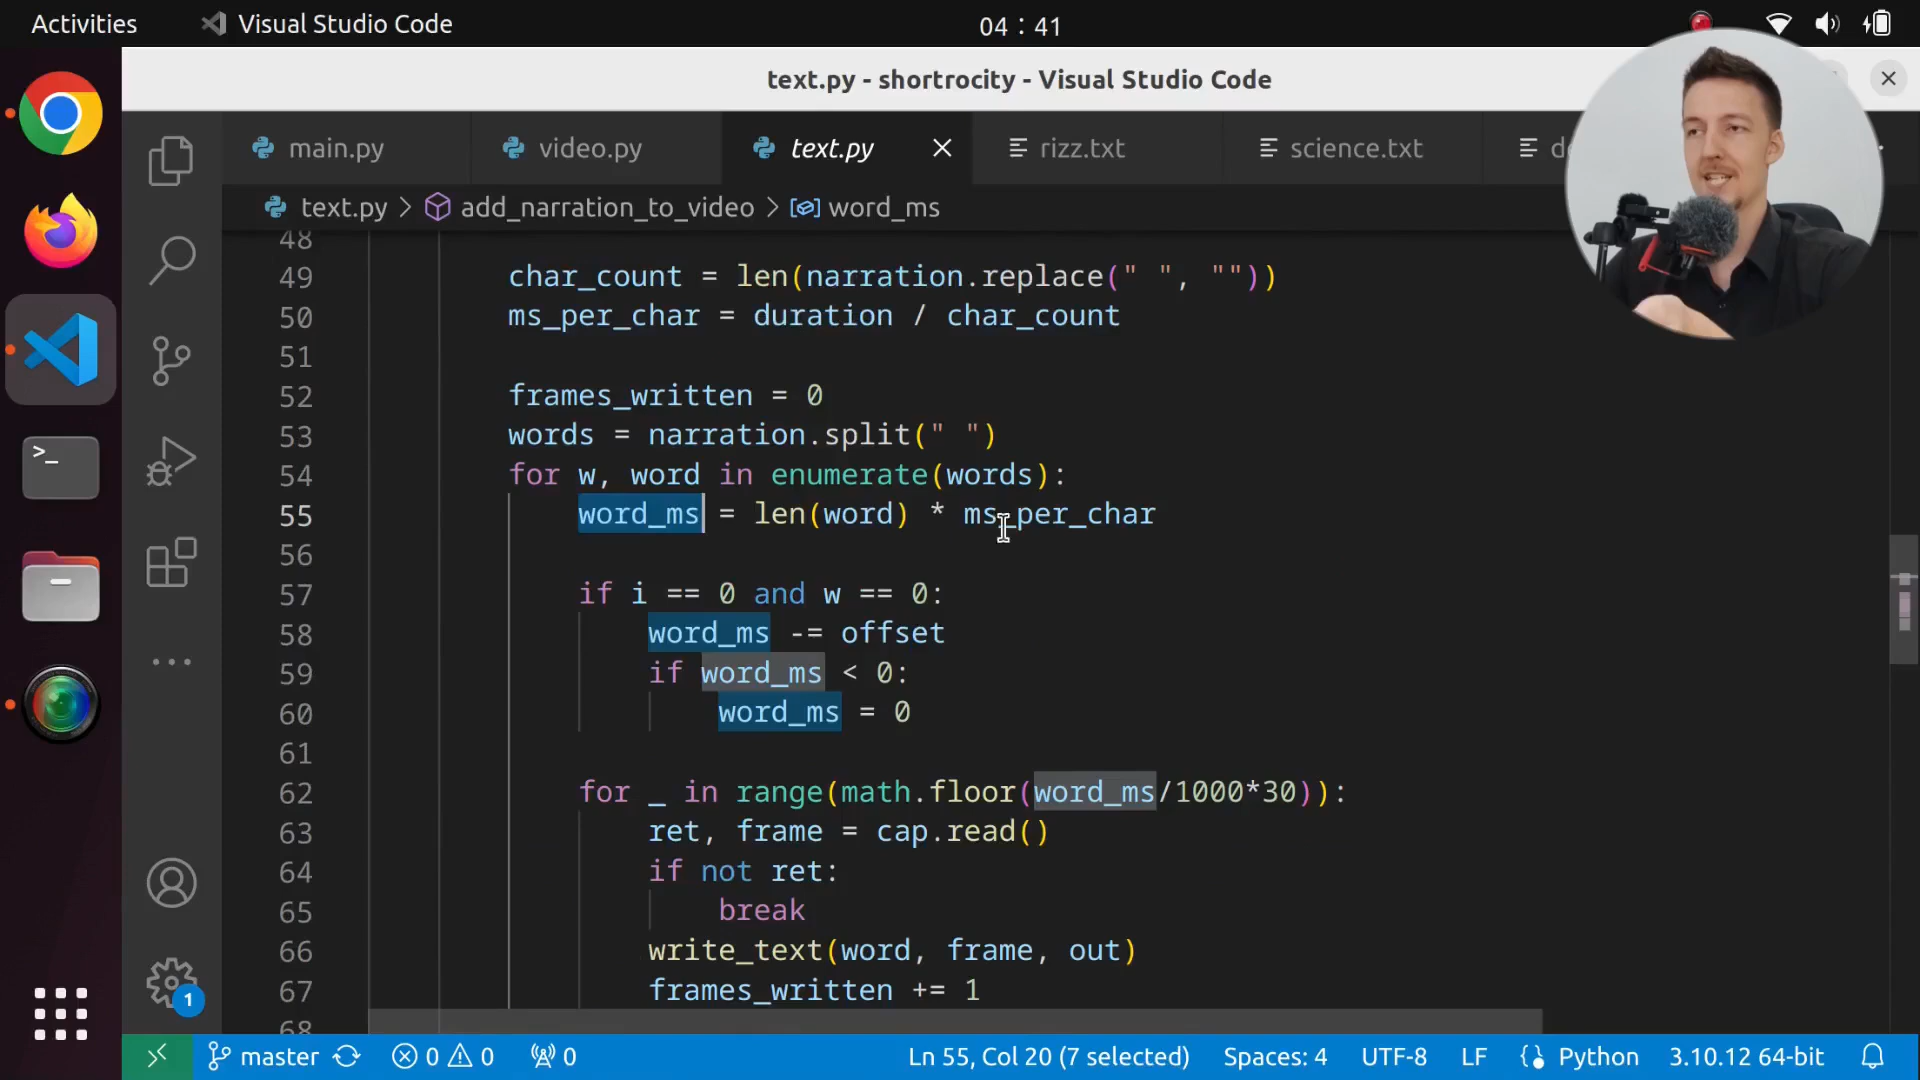 Activities
Visual Studio Code
04 : 41
text.py - shortrocity - Visual Studio Code
main.py
video.py
text.py
rizz.txt
science.txt
text.py > add_narration_to_video > word_ms
48
49 char_count = len(narration.replace(" ", ""))
50 ms_per_char = duration / char_count
51
52 frames_written = 0
53 words = narration.split(" ")
54 for w, word in enumerate(words):
55 word_ms = len(word) * ms_per_char
56
57 if i == 0 and w == 0:
58 word_ms -= offset
59 if word_ms < 0:
60 word_ms = 0
61
62 for _ in range(math.floor(word_ms/1000*30)):
63 ret, frame = cap.read()
64 if not ret:
65 break
66 write_text(word, frame, out)
67 frames_written += 1
68
1
master
0
0
0
Ln 55, Col 20 (7 selected)
Spaces: 4
UTF-8
LF
Python
3.10.12 64-bit